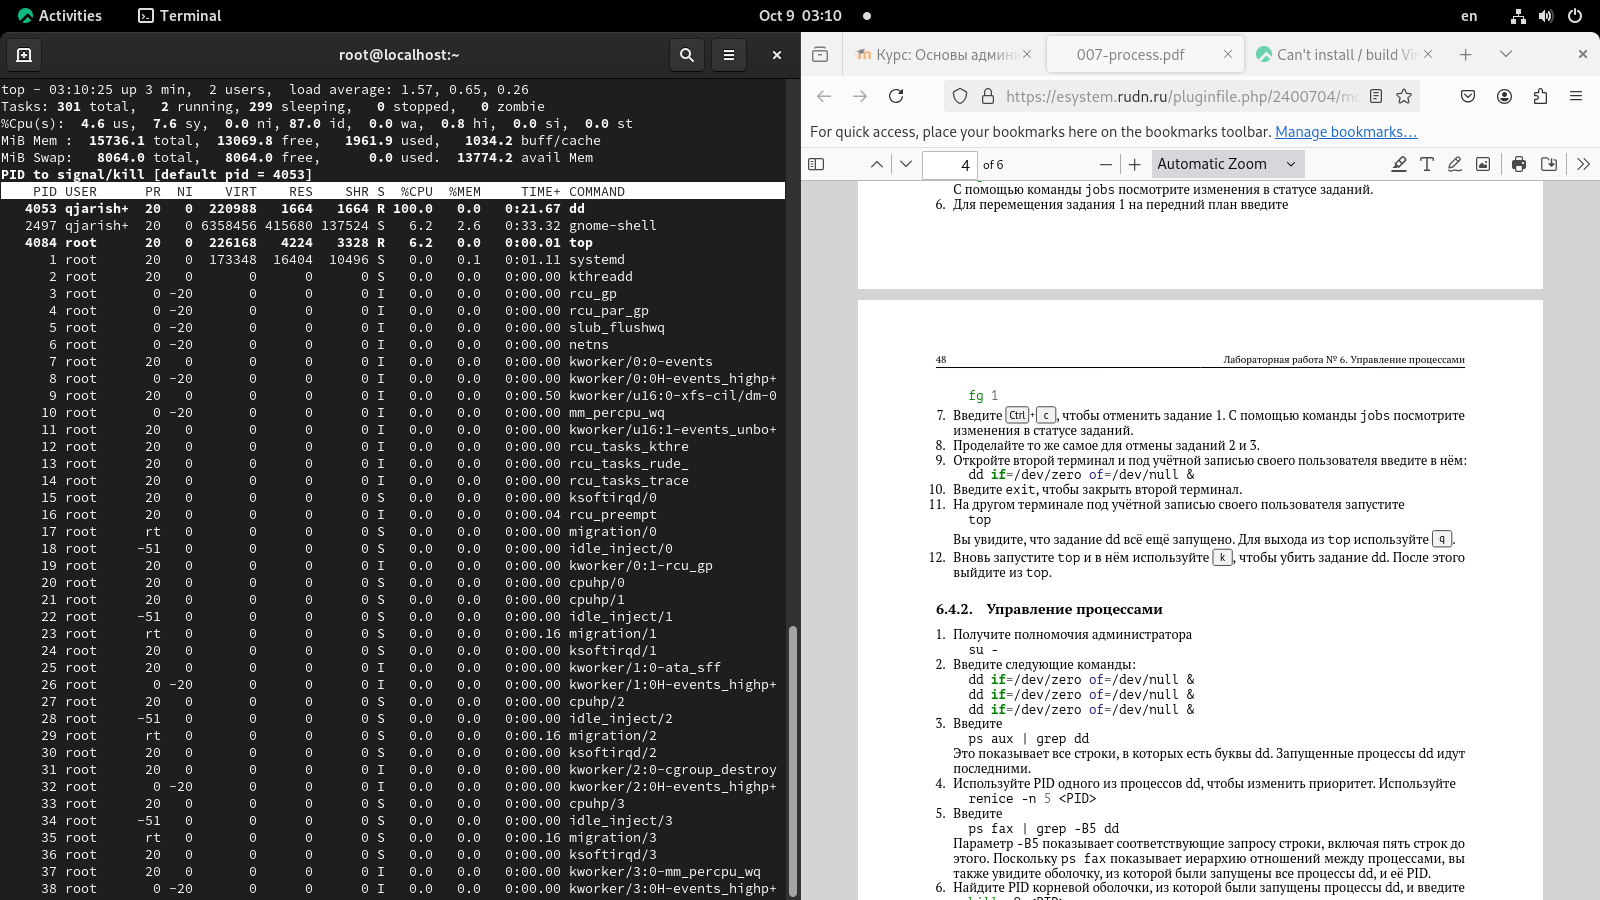 Activities
Terminal
Oct 9 03:10
en
root@localhost:~
top - 03:10:25 up 3 min,  2 users,  load average: 1.57, 0.65, 0.26
Tasks: 301 total,   2 running, 299 sleeping,   0 stopped,   0 zombie
%Cpu(s):  4.6 us,  7.6 sy,  0.0 ni, 87.0 id,  0.0 wa,  0.8 hi,  0.0 si,  0.0 st
MiB Mem :  15736.1 total,  13069.8 free,   1961.9 used,   1034.2 buff/cache
MiB Swap:   8064.0 total,   8064.0 free,      0.0 used.  13774.2 avail Mem
PID to signal/kill [default pid = 4053]
PID USER PR NI VIRT RES SHR S %CPU %MEM TIME+ COMMAND
4053 qjarish+ 20 0 220988 1664 1664 R 100.0 0.0 0:21.67 dd
2497 qjarish+ 20 0 6358456 415680 137524 S 6.2 2.6 0:33.32 gnome-shell
4084 root 20 0 226168 4224 3328 R 6.2 0.0 0:00.01 top
1 root 20 0 173348 16404 10496 S 0.0 0.1 0:01.11 systemd
2 root 20 0 0 0 0 S 0.0 0.0 0:00.00 kthreadd
3 root 0 -20 0 0 0 I 0.0 0.0 0:00.00 rcu_gp
4 root 0 -20 0 0 0 I 0.0 0.0 0:00.00 rcu_par_gp
5 root 0 -20 0 0 0 I 0.0 0.0 0:00.00 slub_flushwq
6 root 0 -20 0 0 0 I 0.0 0.0 0:00.00 netns
7 root 20 0 0 0 0 I 0.0 0.0 0:00.00 kworker/0:0-events
8 root 0 -20 0 0 0 I 0.0 0.0 0:00.00 kworker/0:0H-events_highp+
9 root 20 0 0 0 0 I 0.0 0.0 0:00.50 kworker/u16:0-xfs-cil/dm-0
10 root 0 -20 0 0 0 I 0.0 0.0 0:00.00 mm_percpu_wq
11 root 20 0 0 0 0 I 0.0 0.0 0:00.00 kworker/u16:1-events_unbo+
12 root 20 0 0 0 0 I 0.0 0.0 0:00.00 rcu_tasks_kthre
13 root 20 0 0 0 0 I 0.0 0.0 0:00.00 rcu_tasks_rude_
14 root 20 0 0 0 0 I 0.0 0.0 0:00.00 rcu_tasks_trace
15 root 20 0 0 0 0 S 0.0 0.0 0:00.00 ksoftirqd/0
16 root 20 0 0 0 0 I 0.0 0.0 0:00.04 rcu_preempt
17 root rt 0 0 0 0 S 0.0 0.0 0:00.00 migration/0
18 root -51 0 0 0 0 S 0.0 0.0 0:00.00 idle_inject/0
19 root 20 0 0 0 0 I 0.0 0.0 0:00.00 kworker/0:1-rcu_gp
20 root 20 0 0 0 0 S 0.0 0.0 0:00.00 cpuhp/0
21 root 20 0 0 0 0 S 0.0 0.0 0:00.00 cpuhp/1
22 root -51 0 0 0 0 S 0.0 0.0 0:00.00 idle_inject/1
23 root rt 0 0 0 0 S 0.0 0.0 0:00.16 migration/1
24 root 20 0 0 0 0 S 0.0 0.0 0:00.00 ksoftirqd/1
25 root 20 0 0 0 0 I 0.0 0.0 0:00.00 kworker/1:0-ata_sff
26 root 0 -20 0 0 0 I 0.0 0.0 0:00.00 kworker/1:0H-events_highp+
27 root 20 0 0 0 0 S 0.0 0.0 0:00.00 cpuhp/2
28 root -51 0 0 0 0 S 0.0 0.0 0:00.00 idle_inject/2
29 root rt 0 0 0 0 S 0.0 0.0 0:00.16 migration/2
30 root 20 0 0 0 0 S 0.0 0.0 0:00.00 ksoftirqd/2
31 root 20 0 0 0 0 I 0.0 0.0 0:00.00 kworker/2:0-cgroup_destroy
32 root 0 -20 0 0 0 I 0.0 0.0 0:00.00 kworker/2:0H-events_highp+
33 root 20 0 0 0 0 S 0.0 0.0 0:00.00 cpuhp/3
34 root -51 0 0 0 0 S 0.0 0.0 0:00.00 idle_inject/3
35 root rt 0 0 0 0 S 0.0 0.0 0:00.16 migration/3
36 root 20 0 0 0 0 S 0.0 0.0 0:00.00 ksoftirqd/3
37 root 20 0 0 0 0 I 0.0 0.0 0:00.00 kworker/3:0-mm_percpu_wq
38 root 0 -20 0 0 0 I 0.0 0.0 0:00.00 kworker/3:0H-events_highp+
Курс: Основы админи
007-process.pdf
Can't install / build Vir
https://esystem.rudn.ru/pluginfile.php/2400704/mo
For quick access, place your bookmarks here on the bookmarks toolbar. Manage bookmarks…
4 of 6
Automatic Zoom
С помощью команды jobs посмотрите изменения в статусе заданий.
6. Для перемещения задания 1 на передний план введите
48 Лабораторная работа № 6. Управление процессами
fg 1
7. Введите Ctrl + c , чтобы отменить задание 1. С помощью команды jobs посмотрите
изменения в статусе заданий.
8. Проделайте то же самое для отмены заданий 2 и 3.
9. Откройте второй терминал и под учётной записью своего пользователя введите в нём:
dd if=/dev/zero of=/dev/null &
10. Введите exit, чтобы закрыть второй терминал.
11. На другом терминале под учётной записью своего пользователя запустите
top
Вы увидите, что задание dd всё ещё запущено. Для выхода из top используйте q .
12. Вновь запустите top и в нём используйте k , чтобы убить задание dd. После этого
выйдите из top.
6.4.2. Управление процессами
1. Получите полномочия администратора
su -
2. Введите следующие команды:
dd if=/dev/zero of=/dev/null &
dd if=/dev/zero of=/dev/null &
dd if=/dev/zero of=/dev/null &
3. Введите
ps aux | grep dd
Это показывает все строки, в которых есть буквы dd. Запущенные процессы dd идут
последними.
4. Используйте PID одного из процессов dd, чтобы изменить приоритет. Используйте
renice -n 5 <PID>
5. Введите
ps fax | grep -B5 dd
Параметр -B5 показывает соответствующие запросу строки, включая пять строк до
этого. Поскольку ps fax показывает иерархию отношений между процессами, вы
также увидите оболочку, из которой были запущены все процессы dd, и её PID.
6. Найдите PID корневой оболочки, из которой были запущены процессы dd, и введите